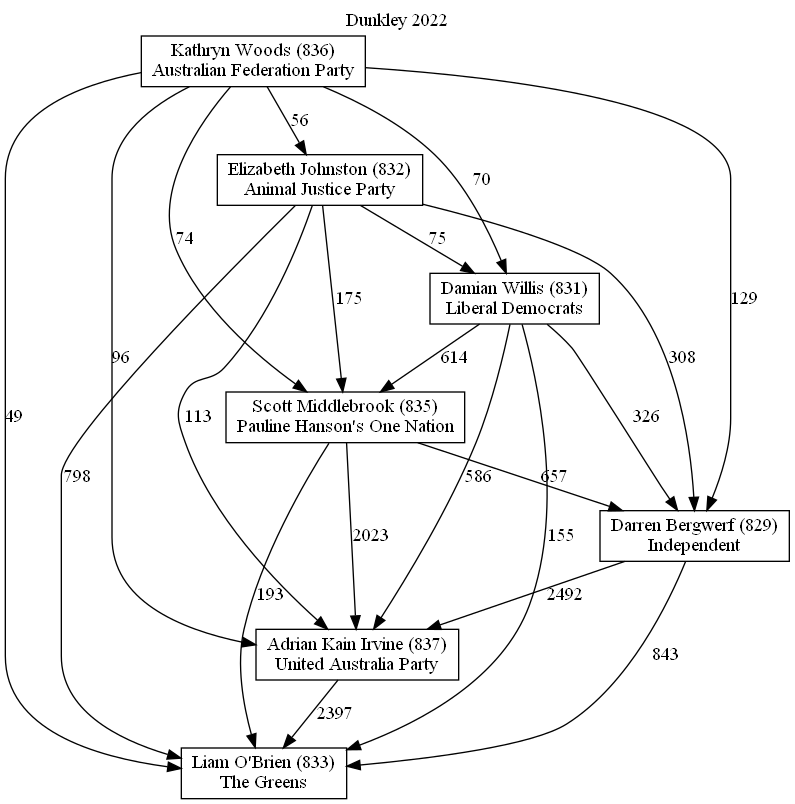 Dunkley 2022
Kathryn Woods (836)
Australian Federation Party
56
Elizabeth Johnston (832)
Animal Justice Party
70
74
75
Damian Willis (831)
Liberal Democrats
175
129
96
614
308
Scott Middlebrook (835)
Pauline Hanson's One Nation
49
113
326
798
586
657
Darren Bergwerf (829)
Independent
2023
155
193
2492
Adrian Kain Irvine (837)
United Australia Party
843
2397
Liam O'Brien (833)
The Greens